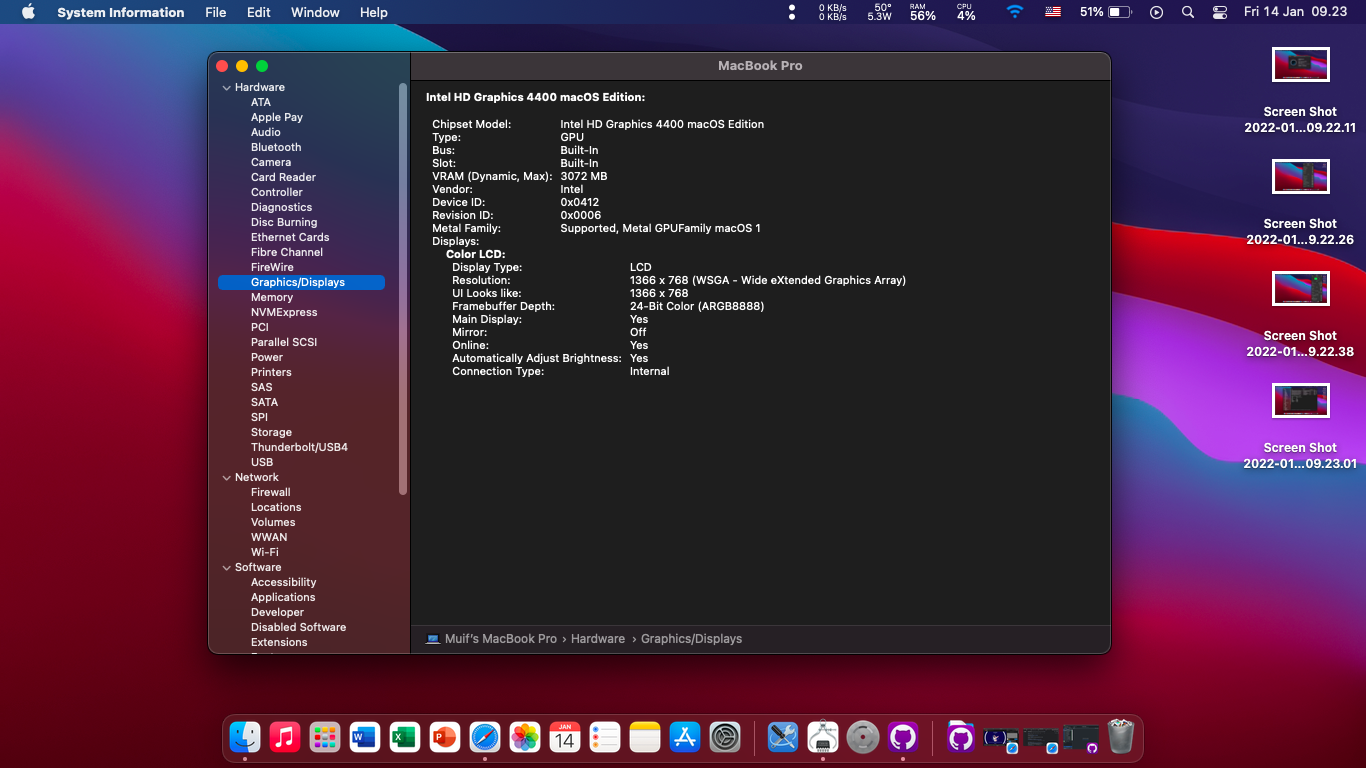 System Information File Edit Window Help
0 KB/s 0 KB/s 50° 5.3W RAM 56% CPU 4% 51% Fri 14 Jan 09.23
MacBook Pro
Hardware
ATA
Apple Pay
Audio
Bluetooth
Camera
Card Reader
Controller
Diagnostics
Disc Burning
Ethernet Cards
Fibre Channel
FireWire
Graphics/Displays
Memory
NVMExpress
PCI
Parallel SCSI
Power
Printers
SAS
SATA
SPI
Storage
Thunderbolt/USB4
USB
Network
Firewall
Locations
Volumes
WWAN
Wi-Fi
Software
Accessibility
Applications
Developer
Disabled Software
Extensions
Intel HD Graphics 4400 macOS Edition:
Chipset Model: Intel HD Graphics 4400 macOS Edition
Type: GPU
Bus: Built-In
Slot: Built-In
VRAM (Dynamic, Max): 3072 MB
Vendor: Intel
Device ID: 0x0412
Revision ID: 0x0006
Metal Family: Supported, Metal GPUFamily macOS 1
Displays:
Color LCD:
Display Type: LCD
Resolution: 1366 x 768 (WSGA - Wide eXtended Graphics Array)
UI Looks like: 1366 x 768
Framebuffer Depth: 24-Bit Color (ARGB8888)
Main Display: Yes
Mirror: Off
Online: Yes
Automatically Adjust Brightness: Yes
Connection Type: Internal
Muif's MacBook Pro › Hardware › Graphics/Displays
Screen Shot
2022-01...09.22.11
Screen Shot
2022-01...9.22.26
Screen Shot
2022-01...9.22.38
Screen Shot
2022-01...09.23.01
W X P JAN
14